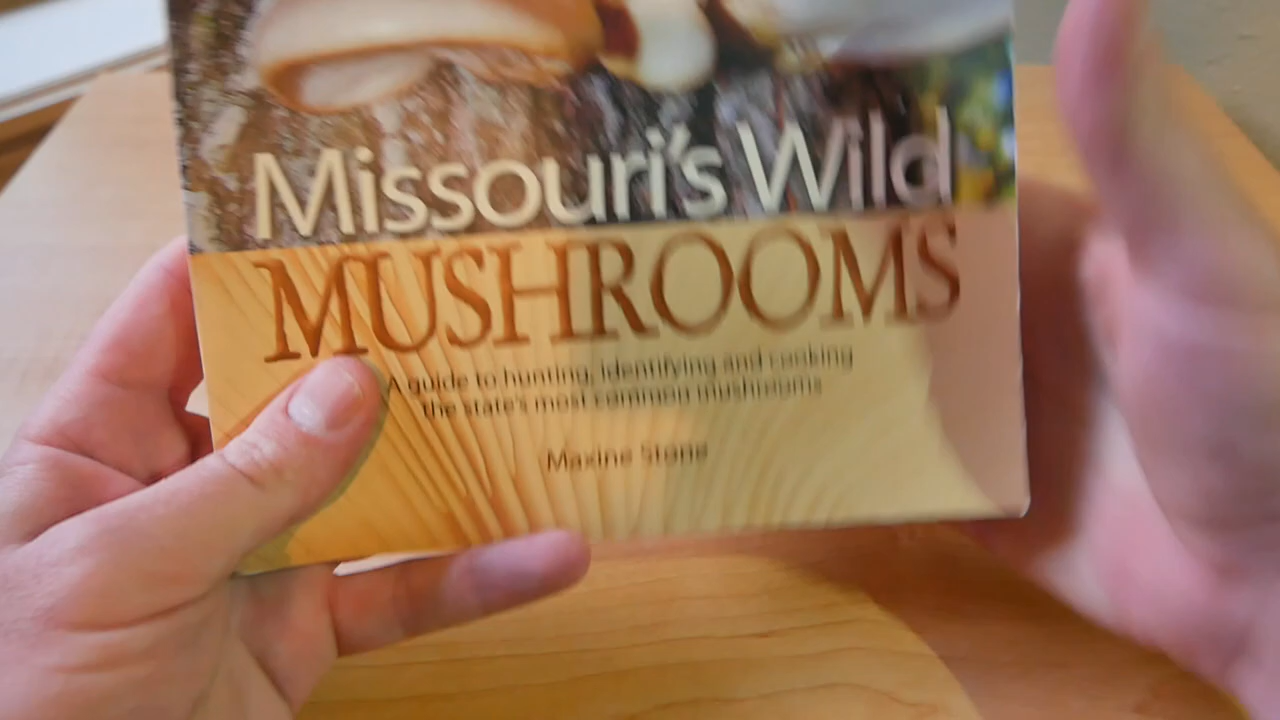 Missouri's Wild
MUSHROOMS
A guide to hunting, identifying and cooking
the state's most common mushrooms
Maxine Stone